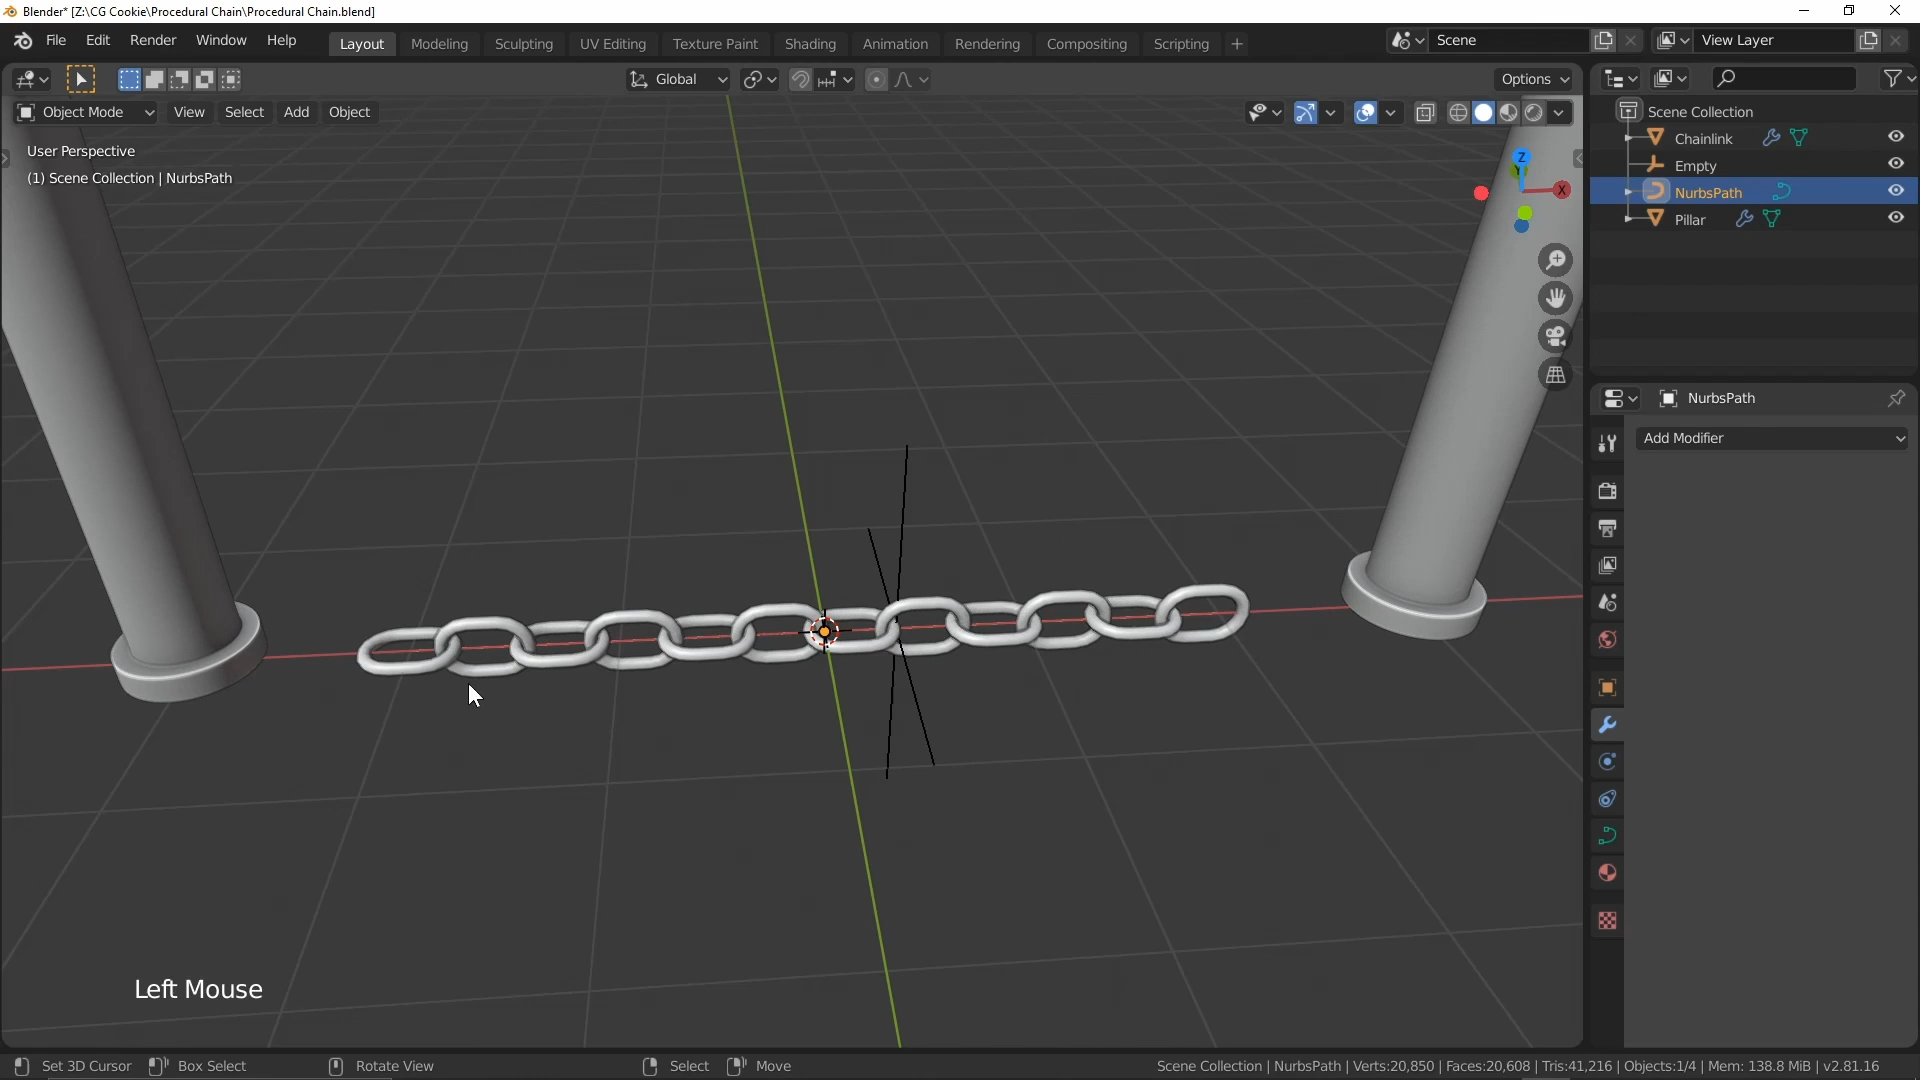 Blender* [Z:\CG Cookie\Procedural Chain\Procedural Chain.blend]
File Edit Render Window Help Layout Modeling Sculpting UV Editing Texture Paint Shading Animation Rendering Compositing Scripting + Scene View Layer
Global Options
Object Mode View Select Add Object
User Perspective
(1) Scene Collection | NurbsPath
Z
Y
X
Scene Collection
Chainlink
Empty
NurbsPath
Pillar
NurbsPath
Add Modifier
Left Mouse
Set 3D Cursor Box Select Rotate View Select Move Scene Collection | NurbsPath | Verts:20,850 | Faces:20,608 | Tris:41,216 | Objects:1/4 | Mem: 138.8 MiB | v2.81.16